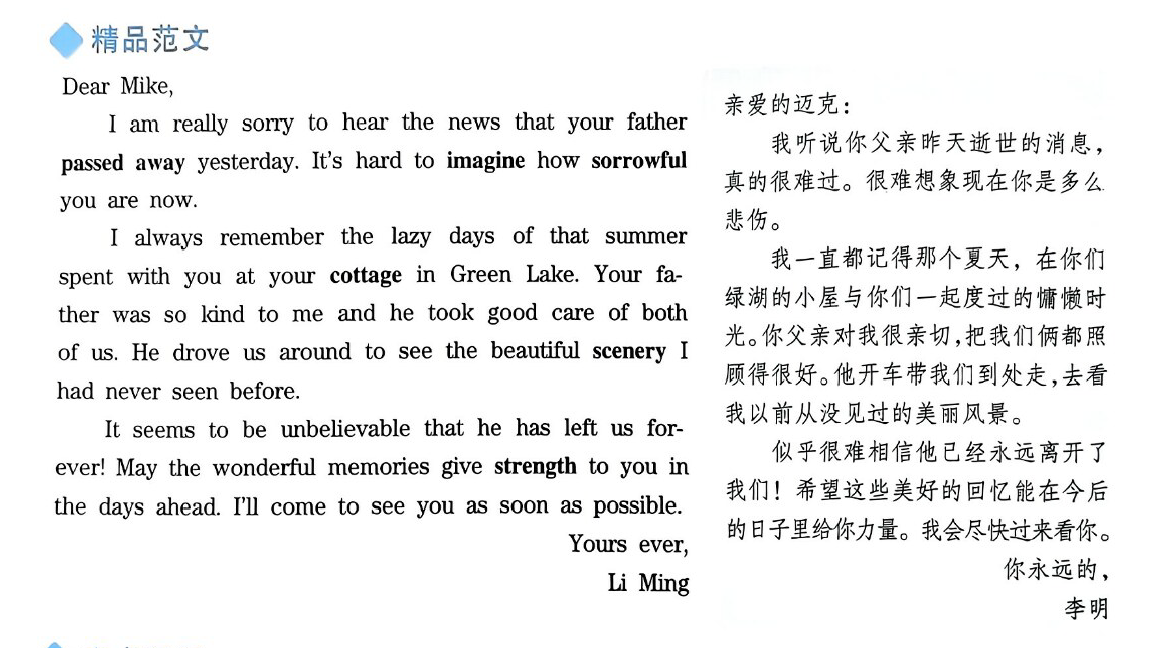 精品范文
Dear Mike,
I am really sorry to hear the news that your father
passed away yesterday. It's hard to imagine how sorrowful
you are now.
I always remember the lazy days of that summer
spent with you at your cottage in Green Lake. Your fa-
ther was so kind to me and he took good care of both
of us. He drove us around to see the beautiful scenery I
had never seen before.
It seems to be unbelievable that he has left us for-
ever! May the wonderful memories give strength to you in
the days ahead. I'll come to see you as soon as possible.
Yours ever,
Li Ming
亲爱的迈克:
我听说你父亲昨天逝世的消息,
真的很难过。很难想象现在你是多么
悲伤。
我一直都记得那个夏天, 在你们
绿湖的小屋与你们一起度过的慵懒时
光。你父亲对我很亲切,把我们俩都照
顾得很好。他开车带我们到处走,去看
我以前从没见过的美丽风景。
似乎很难相信他已经永远离开了
我们! 希望这些美好的回忆能在今后
的日子里给你力量。我会尽快过来看你。
你永远的,
李明